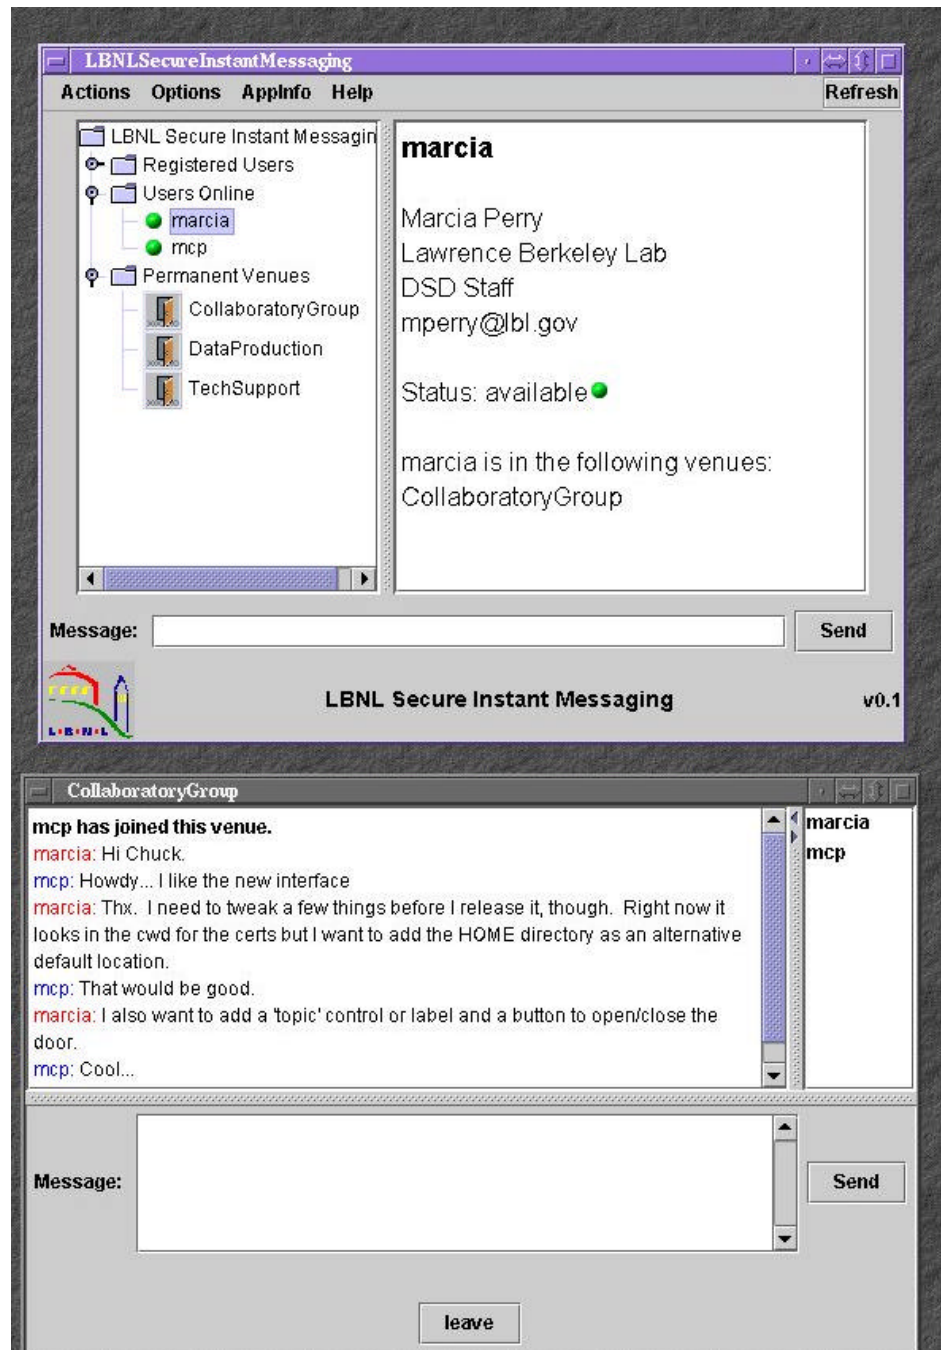 LBNLSecureInstantMessaging
Actions Options AppInfo Help Refresh
LBNL Secure Instant Messagin
Registered Users
Users Online
marcia
mcp
Permanent Venues
CollaboratoryGroup
DataProduction
TechSupport
marcia
Marcia Perry
Lawrence Berkeley Lab
DSD Staff
mperry@lbl.gov
Status: available
marcia is in the following venues:
CollaboratoryGroup
Message: Send
L·B·N·L
LBNL Secure Instant Messaging
v0.1
CollaboratoryGroup
mcp has joined this venue.
marcia: Hi Chuck.
mcp: Howdy... I like the new interface
marcia: Thx. I need to tweak a few things before I release it, though. Right now it
looks in the cwd for the certs but I want to add the HOME directory as an alternative
default location.
mcp: That would be good.
marcia: I also want to add a 'topic' control or label and a button to open/close the
door.
mcp: Cool...
marcia
mcp
Message: Send
leave